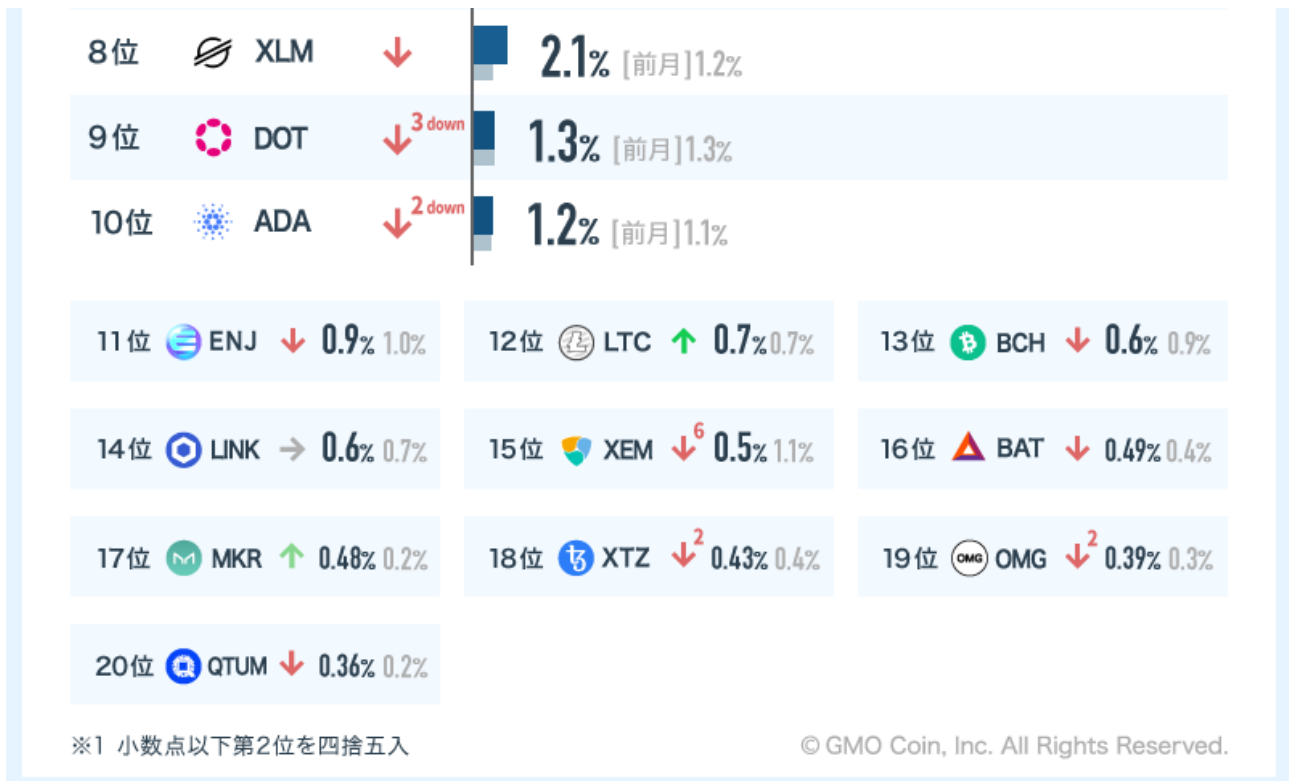 8位 XLM 2.1% [前月]1.2%
9位 DOT 3 down 1.3% [前月]1.3%
10位 ADA 2 down 1.2% [前月]1.1%
11位 ENJ 0.9% 1.0% 12位 LTC 0.7% 0.7% 13位 BCH 0.6% 0.9%
14位 LINK 0.6% 0.7% 15位 XEM 6 0.5% 1.1% 16位 BAT 0.49% 0.4%
17位 MKR 0.48% 0.2% 18位 XTZ 2 0.43% 0.4% 19位 OMG OMG 2 0.39% 0.3%
20位 QTUM 0.36% 0.2%
※1 小数点以下第2位を四捨五入 © GMO Coin, Inc. All Rights Reserved.